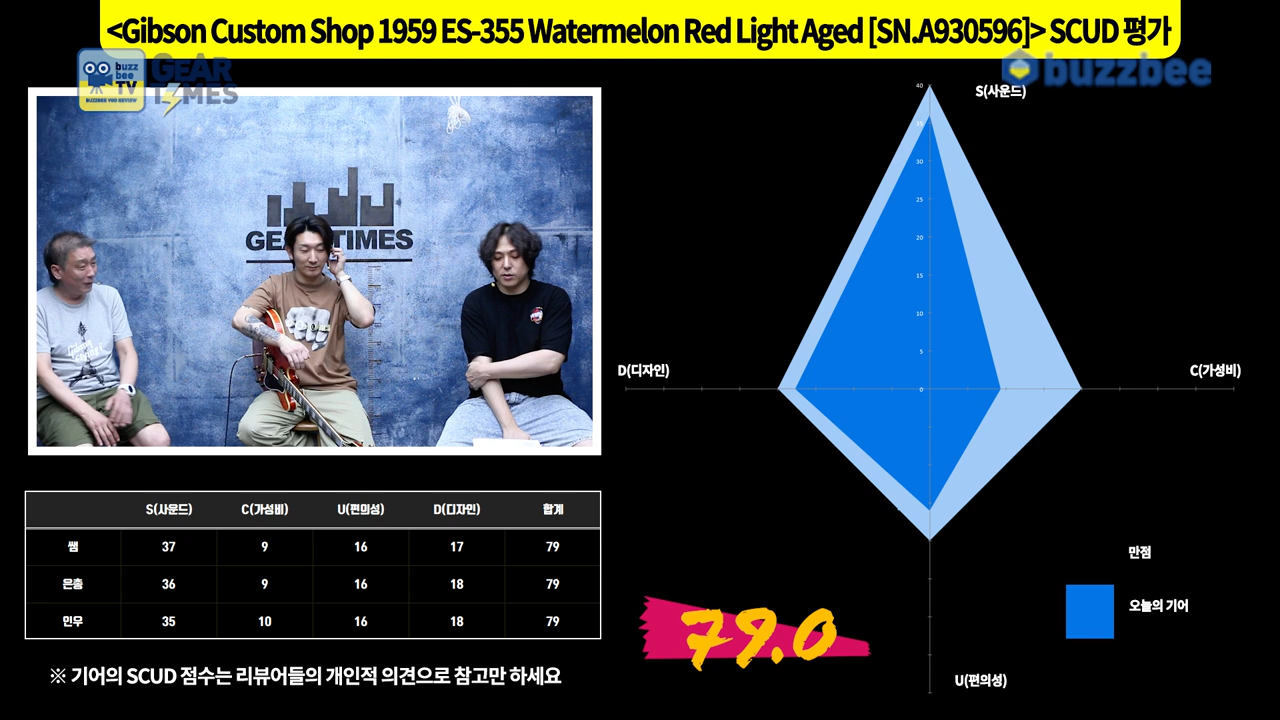 <Gibson Custom Shop 1959 ES-355 Watermelon Red Light Aged [SN.A930596]> SCUD 평가
buzz
bee
TV
BUZZBEE VOD REVIEW
GEAR
TIMES
buzzbee
GEAR TIMES
S(사운드)
D(디자인)
C(가성비)
U(편의성)
40
35
30
25
20
15
10
5
0
만점
오늘의 기어
S(사운드) C(가성비) U(편의성) D(디자인) 합계
쌤 37 9 16 17 79
은총 36 9 16 18 79
민우 35 10 16 18 79
79.0
※ 기어의 SCUD 점수는 리뷰어들의 개인적 의견으로 참고만 하세요